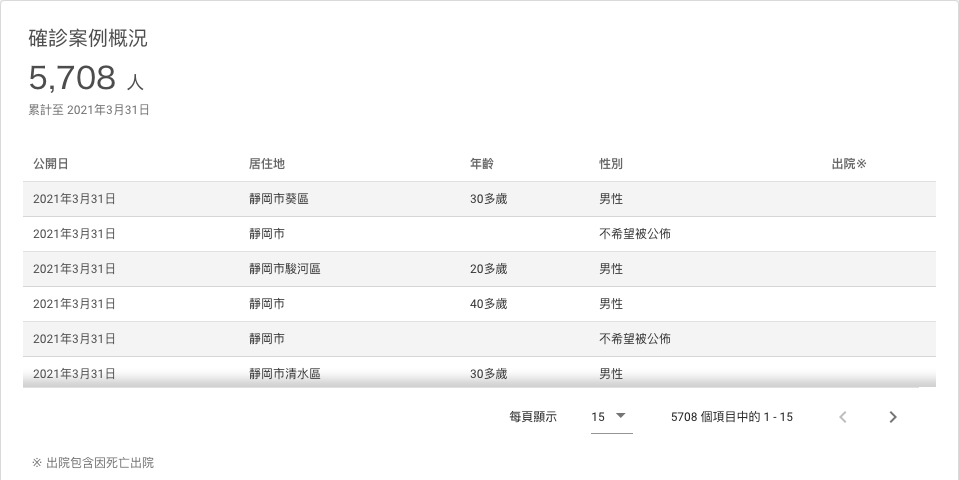 確診案例概況
5,708 人
累計至 2021年3月31日
公開日 居住地 年齡 性別 出院※
2021年3月31日 靜岡市葵區 30多歲 男性
2021年3月31日 靜岡市 不希望被公佈
2021年3月31日 靜岡市駿河區 20多歲 男性
2021年3月31日 靜岡市 40多歲 男性
2021年3月31日 靜岡市 不希望被公佈
2021年3月31日 靜岡市清水區 30多歲 男性
每頁顯示 15 5708 個項目中的 1 - 15
※ 出院包含因死亡出院